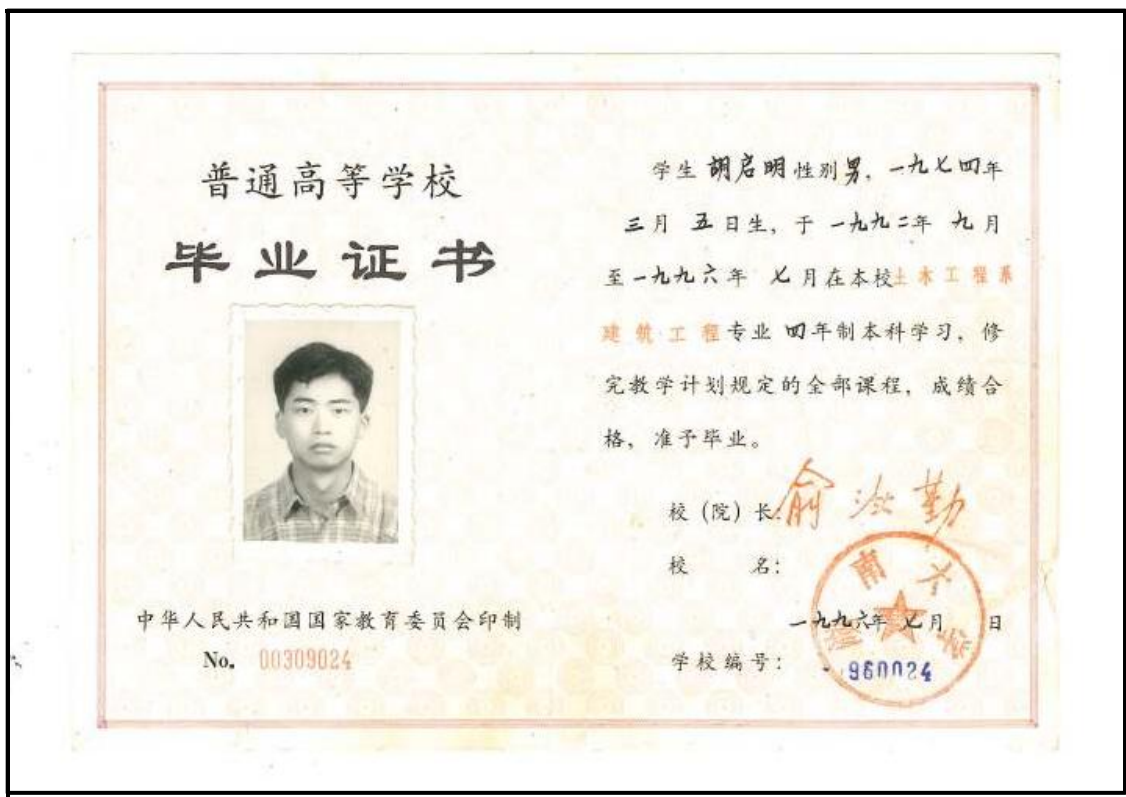 普通高等学校
毕业证书
中华人民共和国国家教育委员会印制
No. 00309024
学生 胡启明 性别 男，一九七四年
三月 五日生，于 一九九二年 九月
至一九九六年 七月在本校土木工程系
建筑工程专业 四年制本科学习，修
完教学计划规定的全部课程，成绩合
格，准予毕业。
校（院）长：
校 名：
一九九六年 七月 日
学校编号： 960024